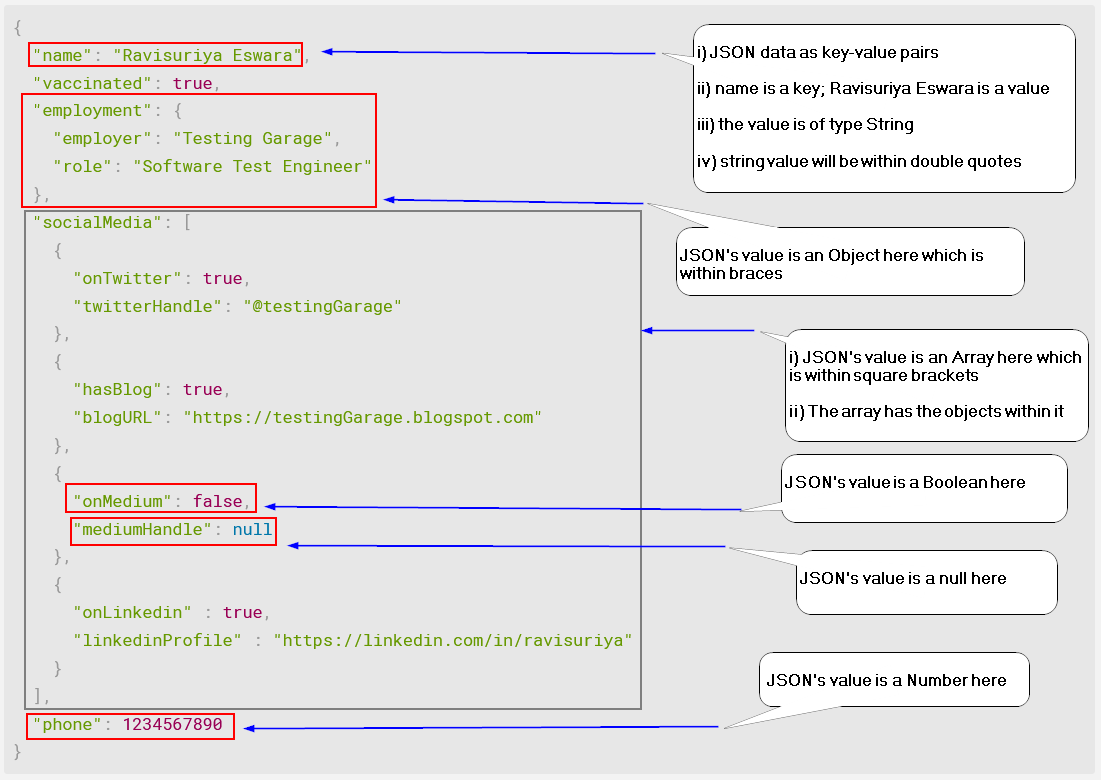 {
"name": "Ravisuriya Eswara",
"vaccinated": true,
"employment": {
"employer": "Testing Garage",
"role": "Software Test Engineer"
},
"socialMedia": [
{
"onTwitter": true,
"twitterHandle": "@testingGarage"
},
{
"hasBlog": true,
"blogURL": "https://testingGarage.blogspot.com"
},
{
"onMedium": false,
"mediumHandle": null
},
{
"onLinkedin" : true,
"linkedinProfile" : "https://linkedin.com/in/ravisuriya"
}
],
"phone": 1234567890
}
i) JSON data as key-value pairs
ii) name is a key; Ravisuriya Eswara is a value
iii) the value is of type String
iv) string value will be within double quotes
JSON's value is an Object here which is
within braces
i) JSON's value is an Array here which
is within square brackets
ii) The array has the objects within it
JSON's value is a Boolean here
JSON's value is a null here
JSON's value is a Number here